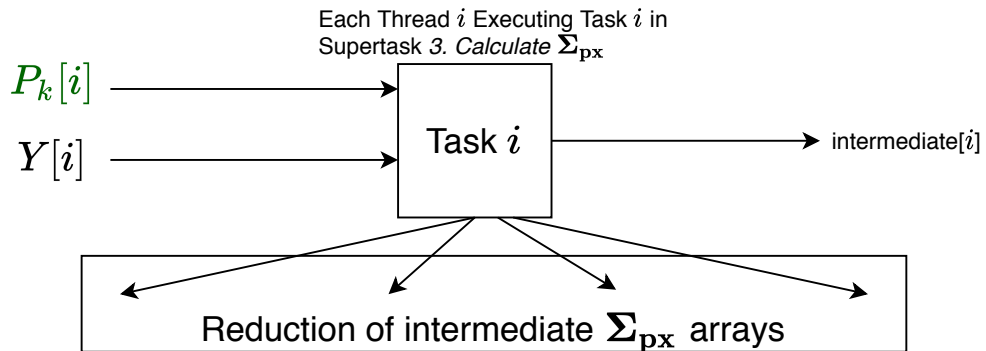 Each Thread i Executing Task i in
Supertask 3. Calculate Σpx
Pk[i]
Y[i]
Task i
intermediate[i]
Reduction of intermediate Σpx arrays